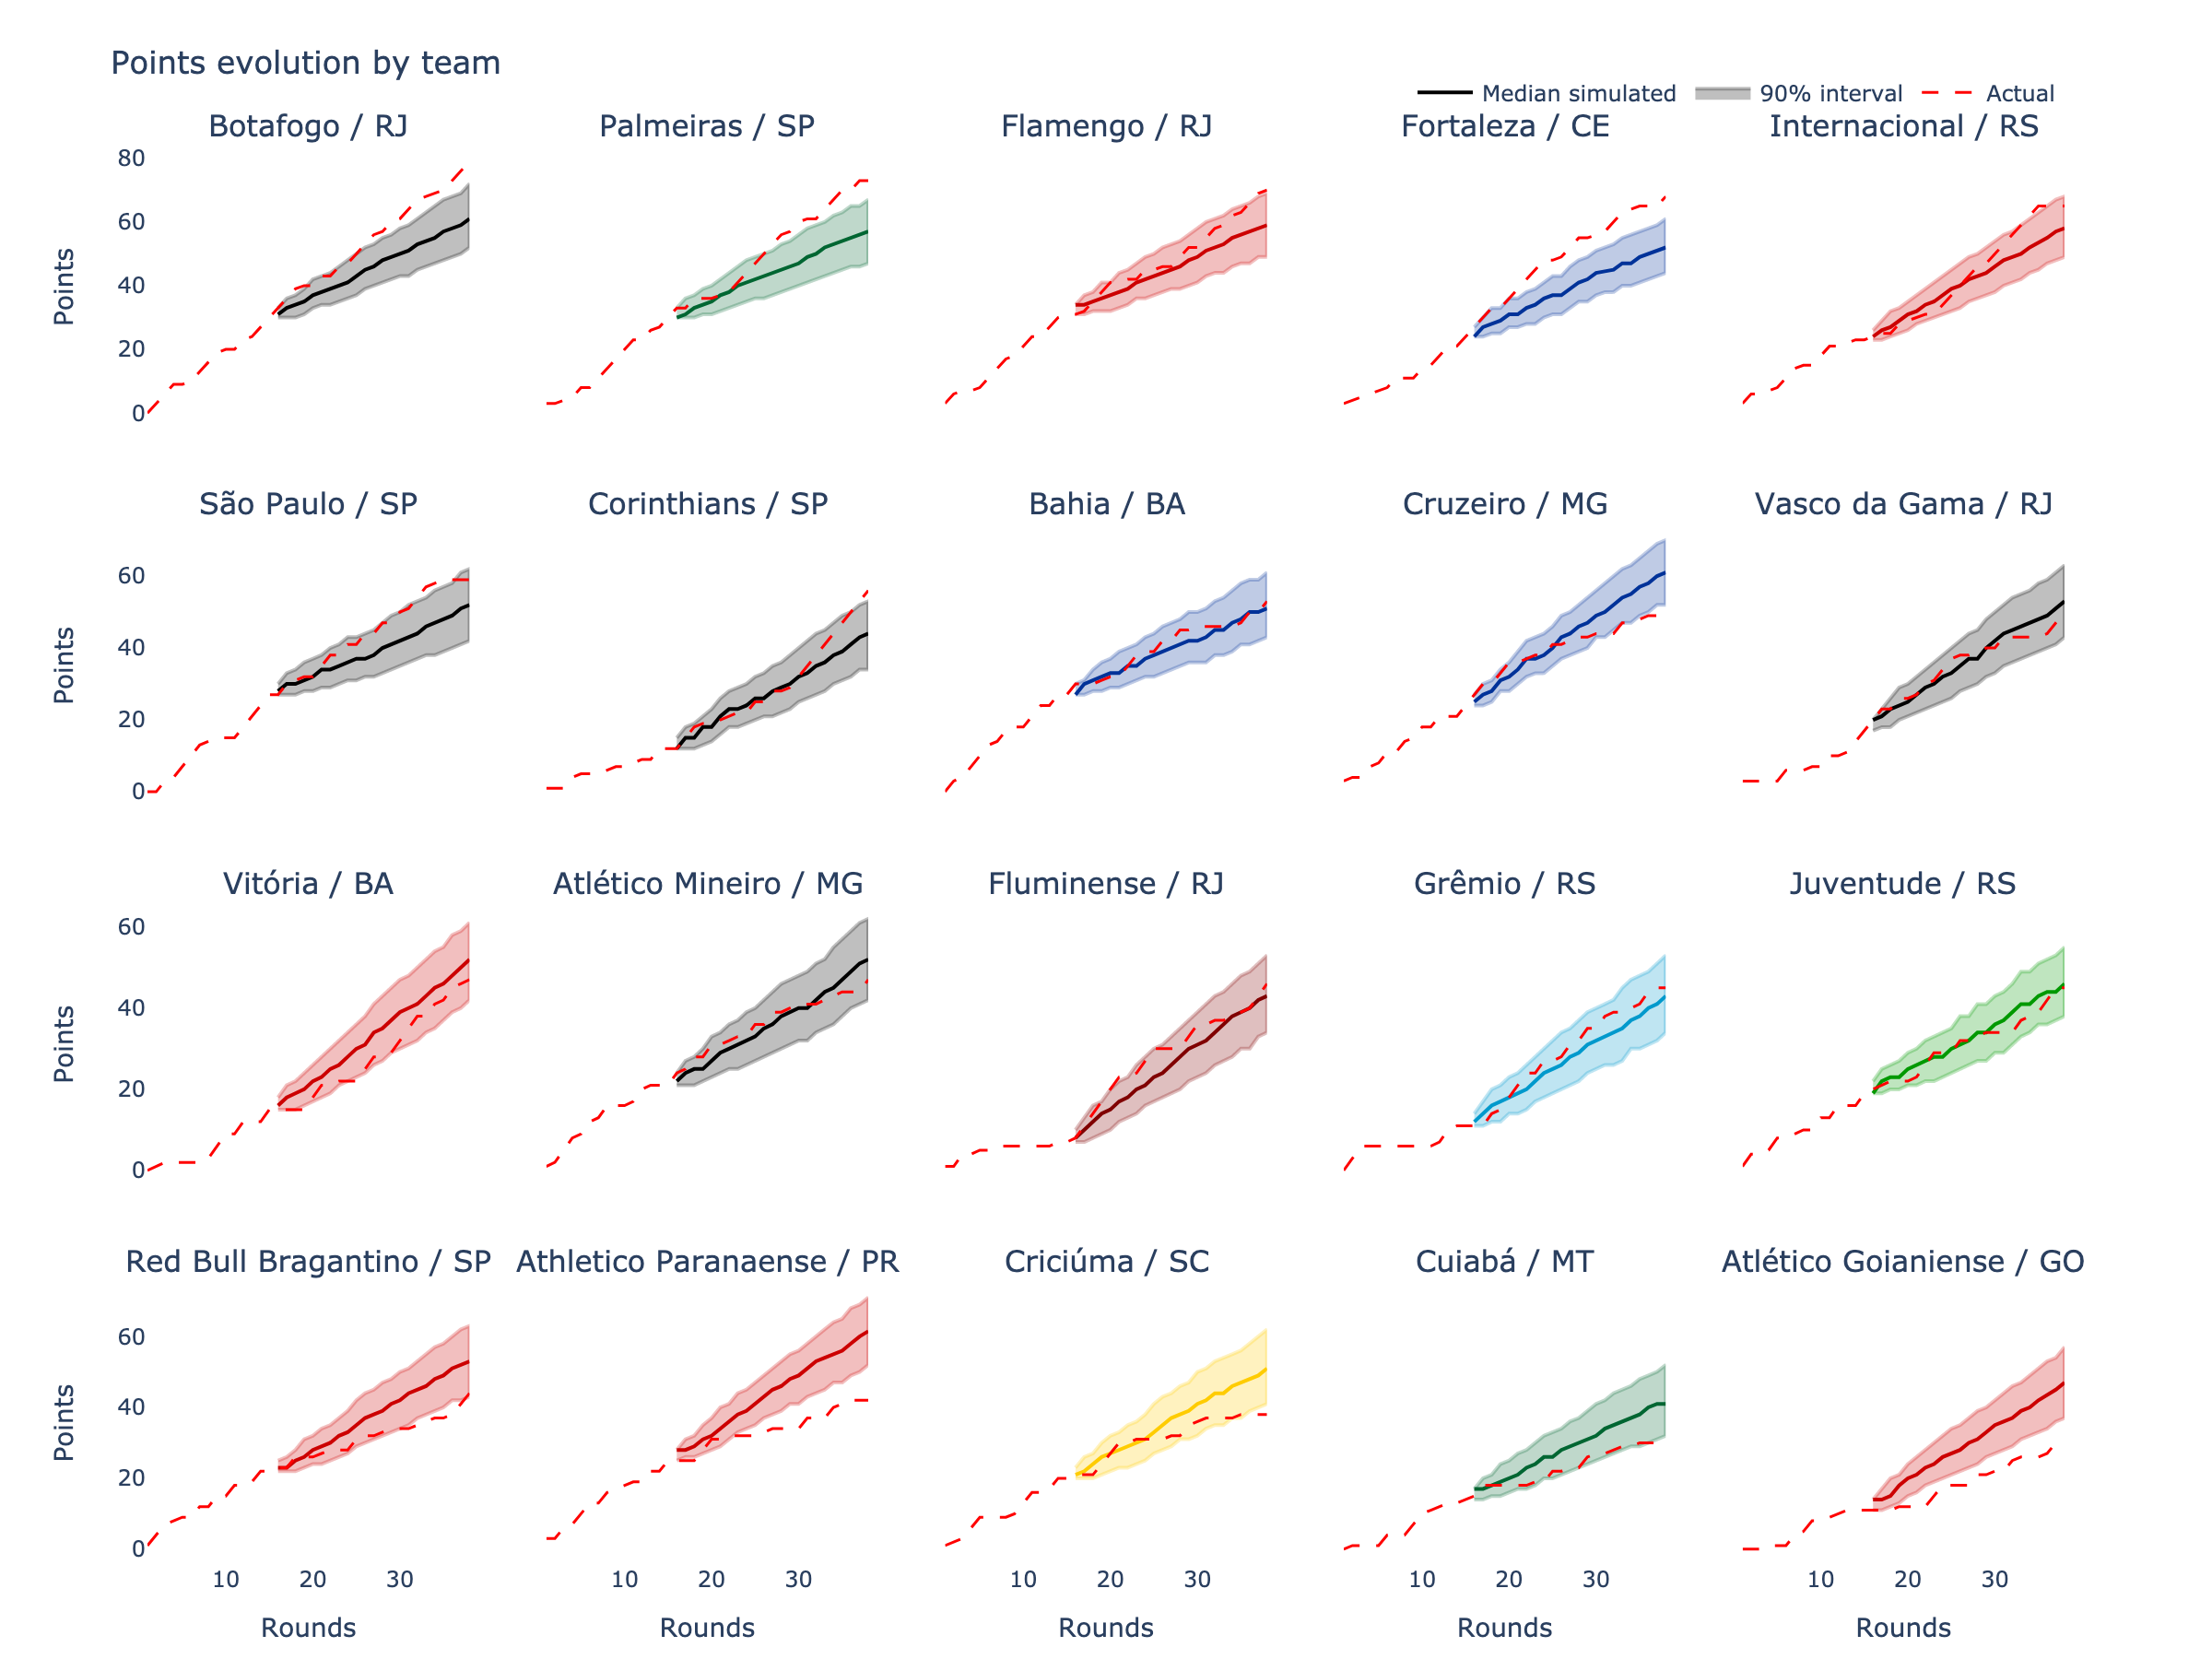 Points evolution by team
Median simulated 90% interval Actual
Botafogo / RJ Palmeiras / SP Flamengo / RJ Fortaleza / CE Internacional / RS
80
60
40
20
0
Points
São Paulo / SP Corinthians / SP Bahia / BA Cruzeiro / MG Vasco da Gama / RJ
60
40
20
0
Points
Vitória / BA Atlético Mineiro / MG Fluminense / RJ Grêmio / RS Juventude / RS
60
40
20
0
Points
Red Bull Bragantino / SP Athletico Paranaense / PR Criciúma / SC Cuiabá / MT Atlético Goianiense / GO
60
40
20
0
Points
10 20 30 10 20 30 10 20 30 10 20 30 10 20 30
Rounds Rounds Rounds Rounds Rounds